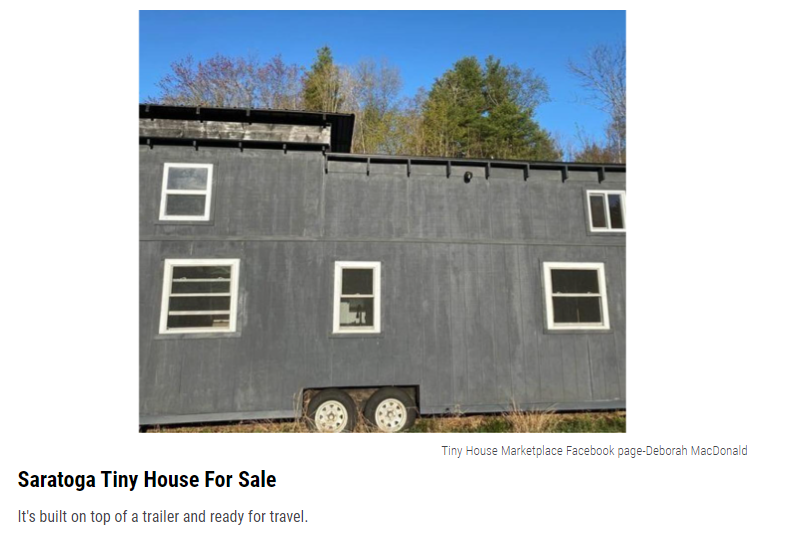 Tiny House Marketplace Facebook page-Deborah MacDonald
Saratoga Tiny House For Sale
It's built on top of a trailer and ready for travel.